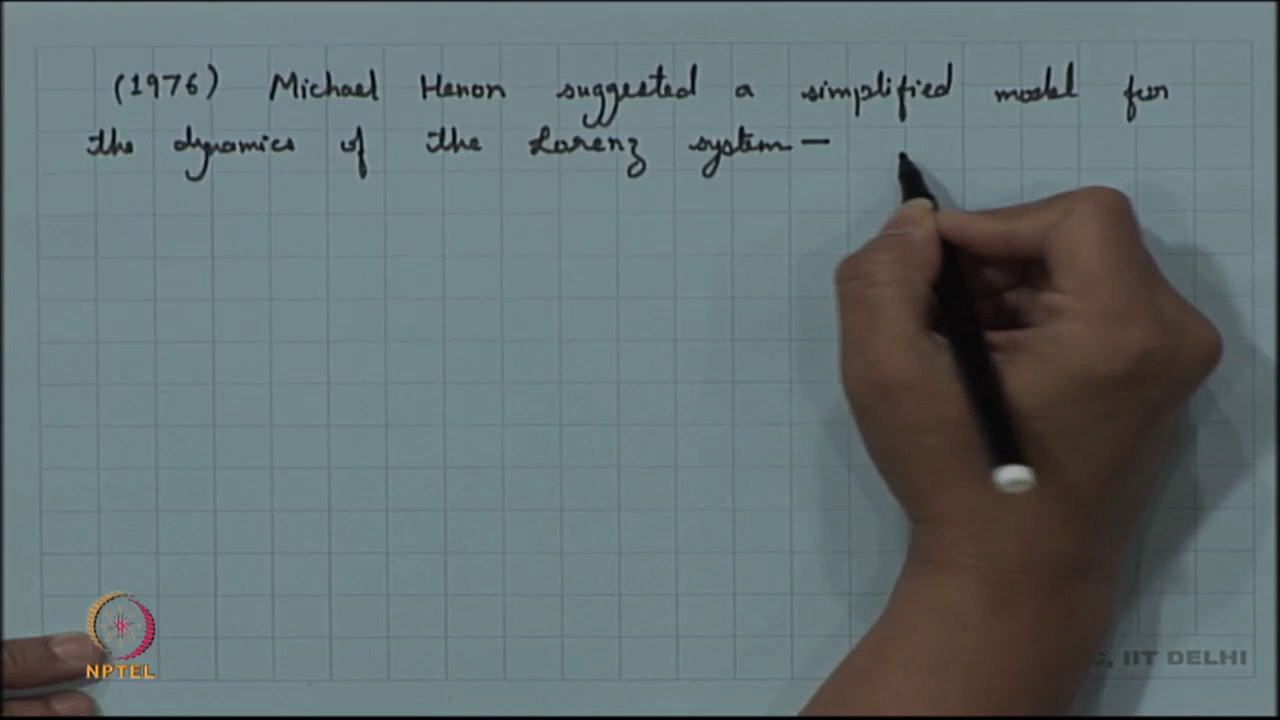 (1976) Michael Henon suggested a simplified model for
the dynamics of the Lorenz system —
NPTEL
IIT DELHI